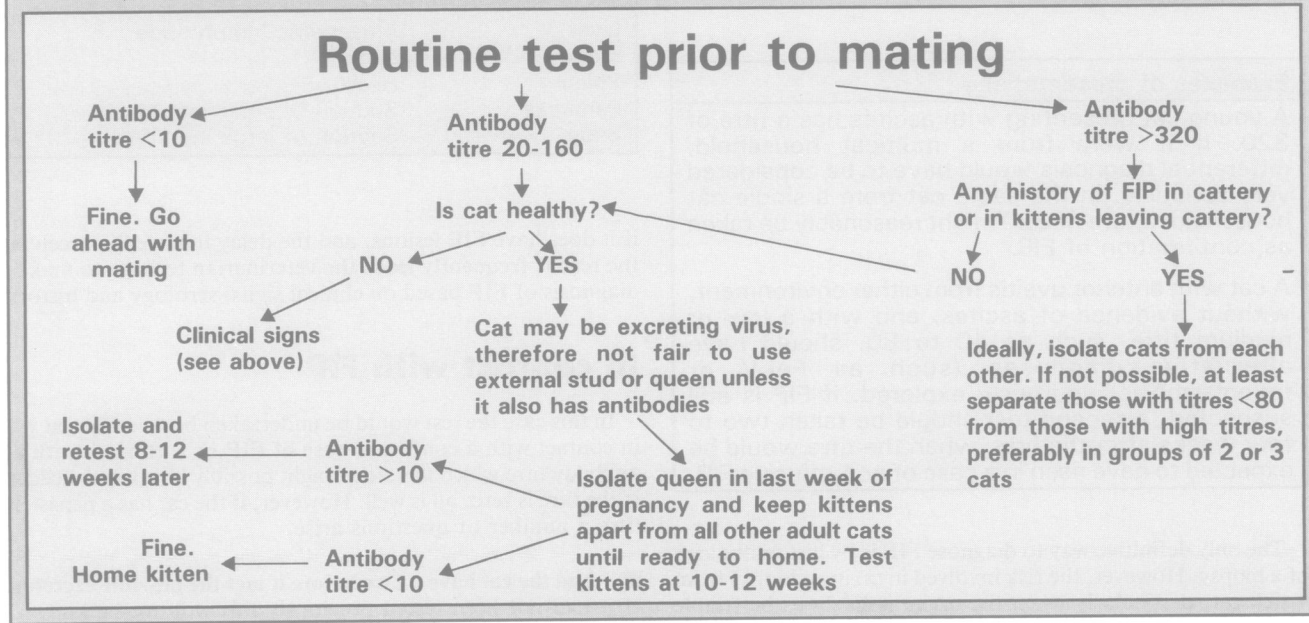 Routine test prior to mating
Antibody
titre <10
Fine. Go
ahead with
mating
Antibody
titre 20-160
Is cat healthy?
NO YES
Clinical signs
(see above)
Cat may be excreting virus,
therefore not fair to use
external stud or queen unless
it also has antibodies
Antibody
titre >320
Any history of FIP in cattery
or in kittens leaving cattery?
NO YES
Ideally, isolate cats from each
other. If not possible, at least
separate those with titres <80
from those with high titres,
preferably in groups of 2 or 3
cats
Isolate queen in last week of
pregnancy and keep kittens
apart from all other adult cats
until ready to home. Test
kittens at 10-12 weeks
Antibody
titre >10
Isolate and
retest 8-12
weeks later
Antibody
titre <10
Fine.
Home kitten